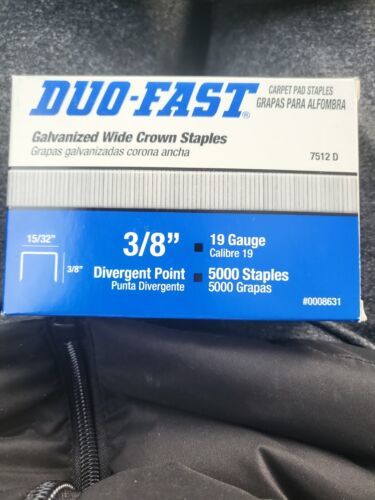 DUO-FAST®
CARPET PAD STAPLES
GRAPAS PARA ALFOMBRA
Galvanized Wide Crown Staples
Grapas galvanizadas corona ancha
7512 D
15/32"
3/8"
3/8"
Divergent Point
Punta Divergente
19 Gauge
Calibre 19
5000 Staples
5000 Grapas
#0008631